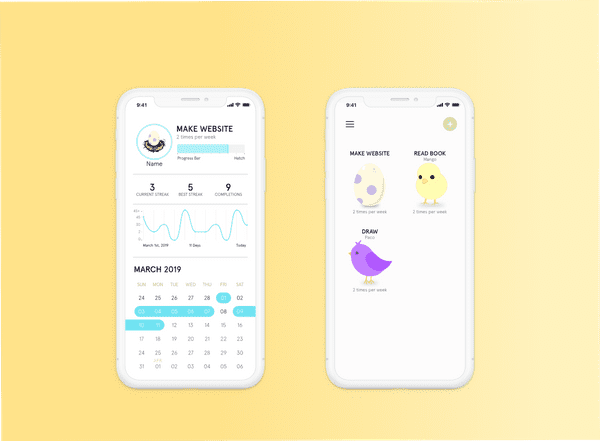 9:41
MAKE WEBSITE
2 times per week
Progress Bar Hatch
Name
3 5 9
CURRENT STREAK BEST STREAK COMPLETIONS
40
20
0
March 1st, 2019 11 Days Today
MARCH 2019
SUN MON TUE WED THU FRI SAT
24 25 26 27 28 01 02
03 04 05 06 07 08 09
10 11 12 13 14 15 16
17 18 19 20 21 22 23
24 25 26 27 28 29 30
31 01 02 03 04 05 06
9:41
+
MAKE WEBSITE
2 times per week
READ BOOK
Mango
2 times per week
DRAW
Paco
2 times per week